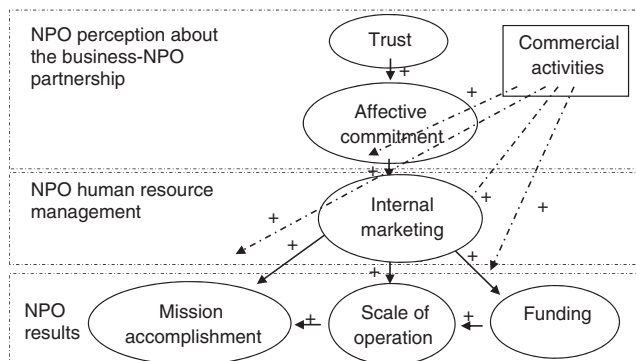 NPO perception about
the business-NPO
partnership
Trust
Commercial
activities
+
+
Affective
commitment
+
NPO human resource
management
Internal
marketing
+
+
+
+
+
+
NPO
results
Mission
accomplishment
+
Scale of
operation
+
Funding